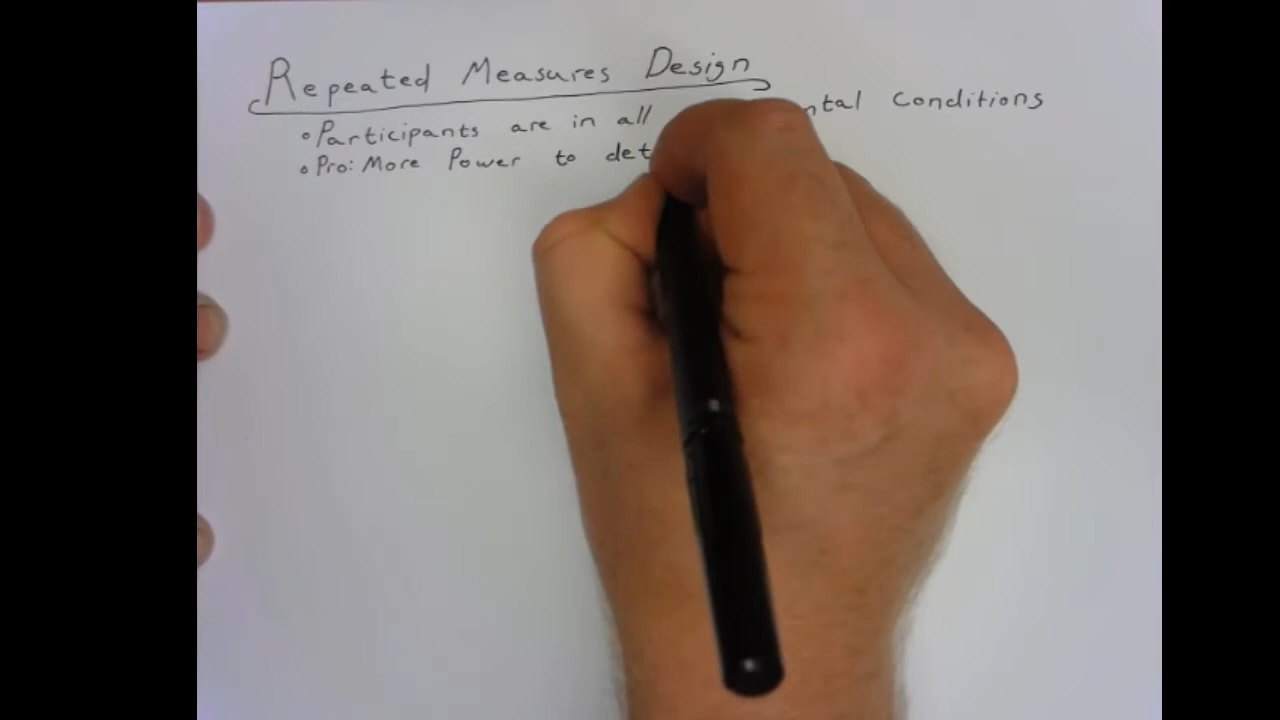 Repeated Measures Design
• Participants are in all ntal conditions
• Pro: More Power to det